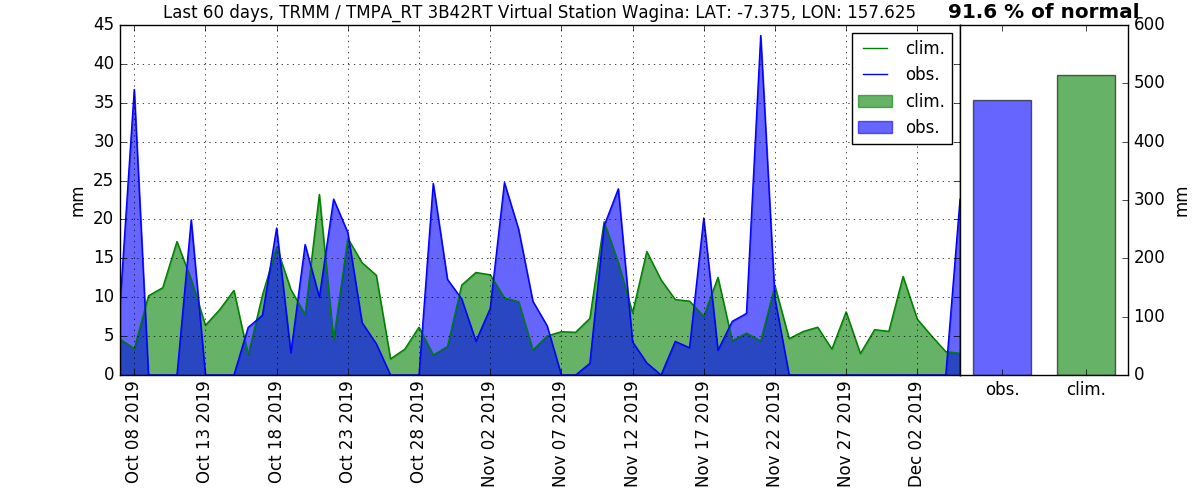 Last 60 days, TRMM / TMPA_RT 3B42RT Virtual Station Wagina: LAT: -7.375, LON: 157.625
91.6 % of normal
mm
45
40
35
30
25
20
15
10
5
0
clim.
obs.
clim.
obs.
Oct 08 2019
Oct 13 2019
Oct 18 2019
Oct 23 2019
Oct 28 2019
Nov 02 2019
Nov 07 2019
Nov 12 2019
Nov 17 2019
Nov 22 2019
Nov 27 2019
Dec 02 2019
obs.
clim.
600
500
400
300
200
100
0
mm